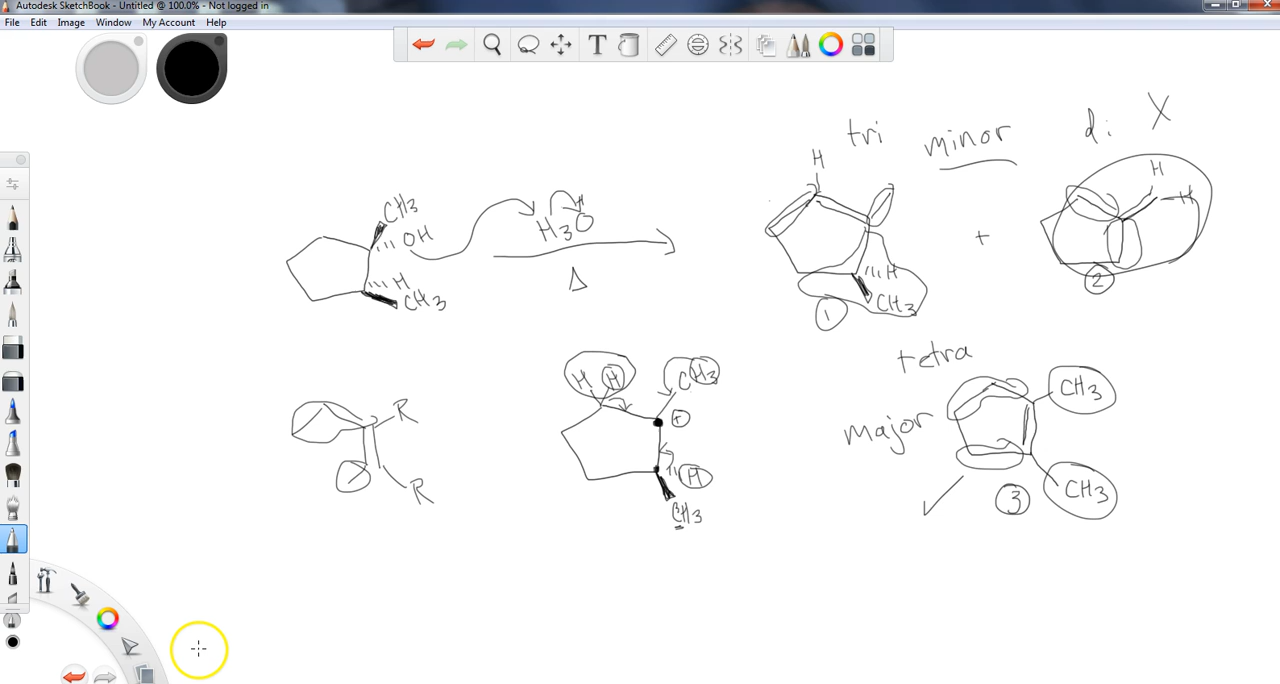 Autodesk SketchBook - Untitled @ 100.0% - Not logged in
File Edit Image Window My Account Help
tri minor di X
H
H
CH3
OH
H3O
H
H
+
H
CH3
Δ
H
CH3
1
2
tetra
H H CH3
CH3
R
+
major
H
R
CH3
3
CH3